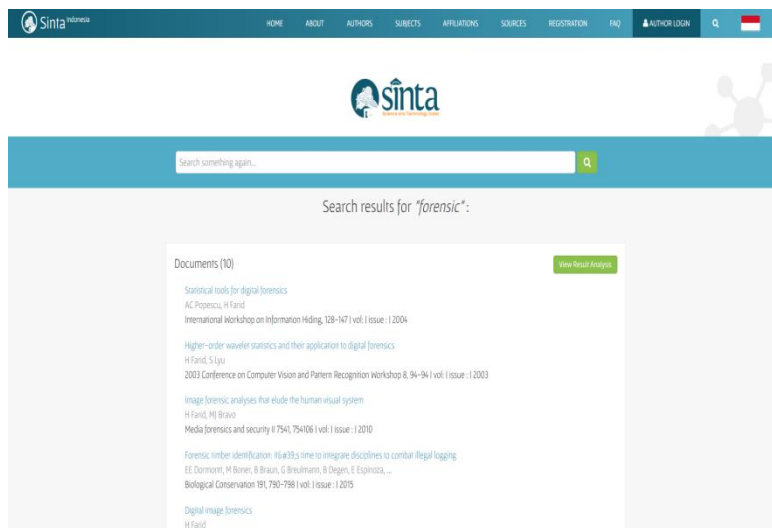 Sinta Indonesia
HOME ABOUT AUTHORS SUBJECTS AFFILIATIONS SOURCES REGISTRATION FAQ AUTHOR LOGIN
sinta
Science and Technology Index
Search something again...
Search results for "forensic" :
Documents (10)
View Result Analysis
Statistical tools for digital forensics
AC Popescu, H Farid
International Workshop on Information Hiding, 128-147 | vol: | issue : | 2004
Higher-order wavelet statistics and their application to digital forensics
H Farid, S Lyu
2003 Conference on Computer Vision and Pattern Recognition Workshop 8, 94-94 | vol: | issue : | 2003
Image forensic analyses that elude the human visual system
H Farid, MJ Bravo
Media forensics and security II 7541, 754106 | vol: | issue : | 2010
Forensic timber identification: It&#39;s time to integrate disciplines to combat illegal logging
EE Dormontt, M Boner, B Braun, G Breulmann, B Degen, E Espinoza, ...
Biological Conservation 191, 790-798 | vol: | issue : | 2015
Digital image forensics
H Farid